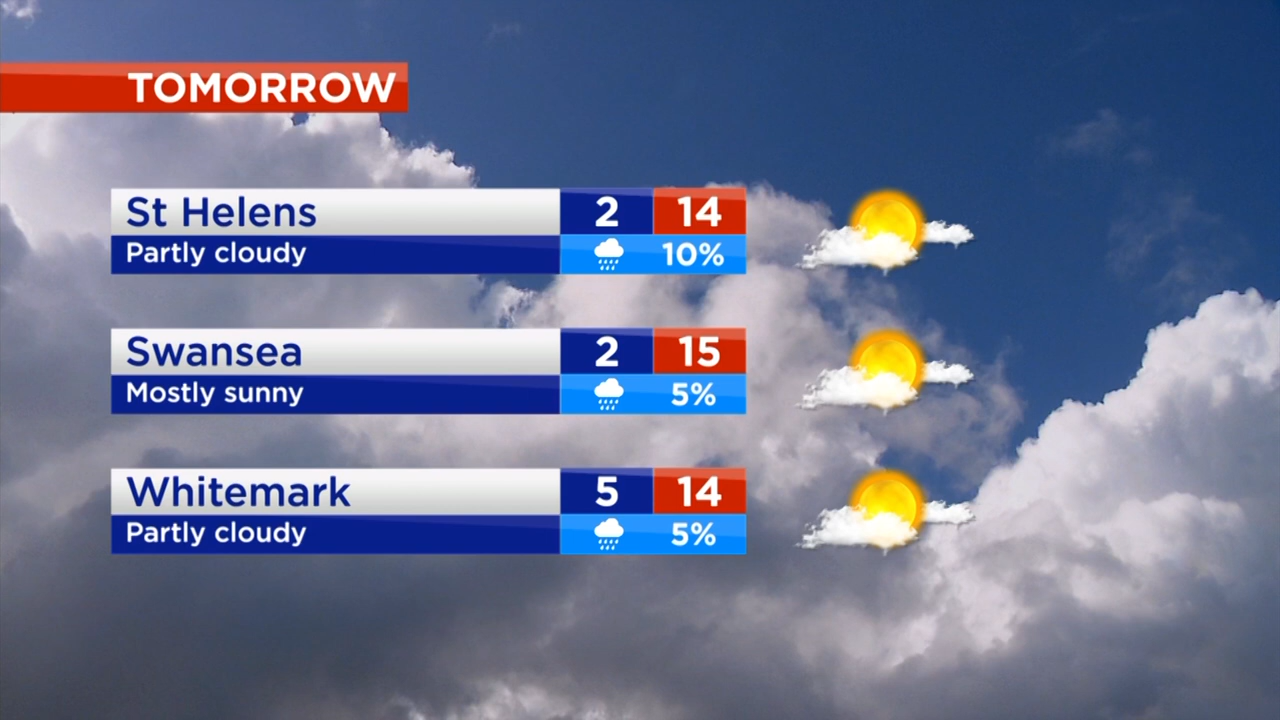 TOMORROW
St Helens 2 14
Partly cloudy 10%
Swansea 2 15
Mostly sunny 5%
Whitemark 5 14
Partly cloudy 5%